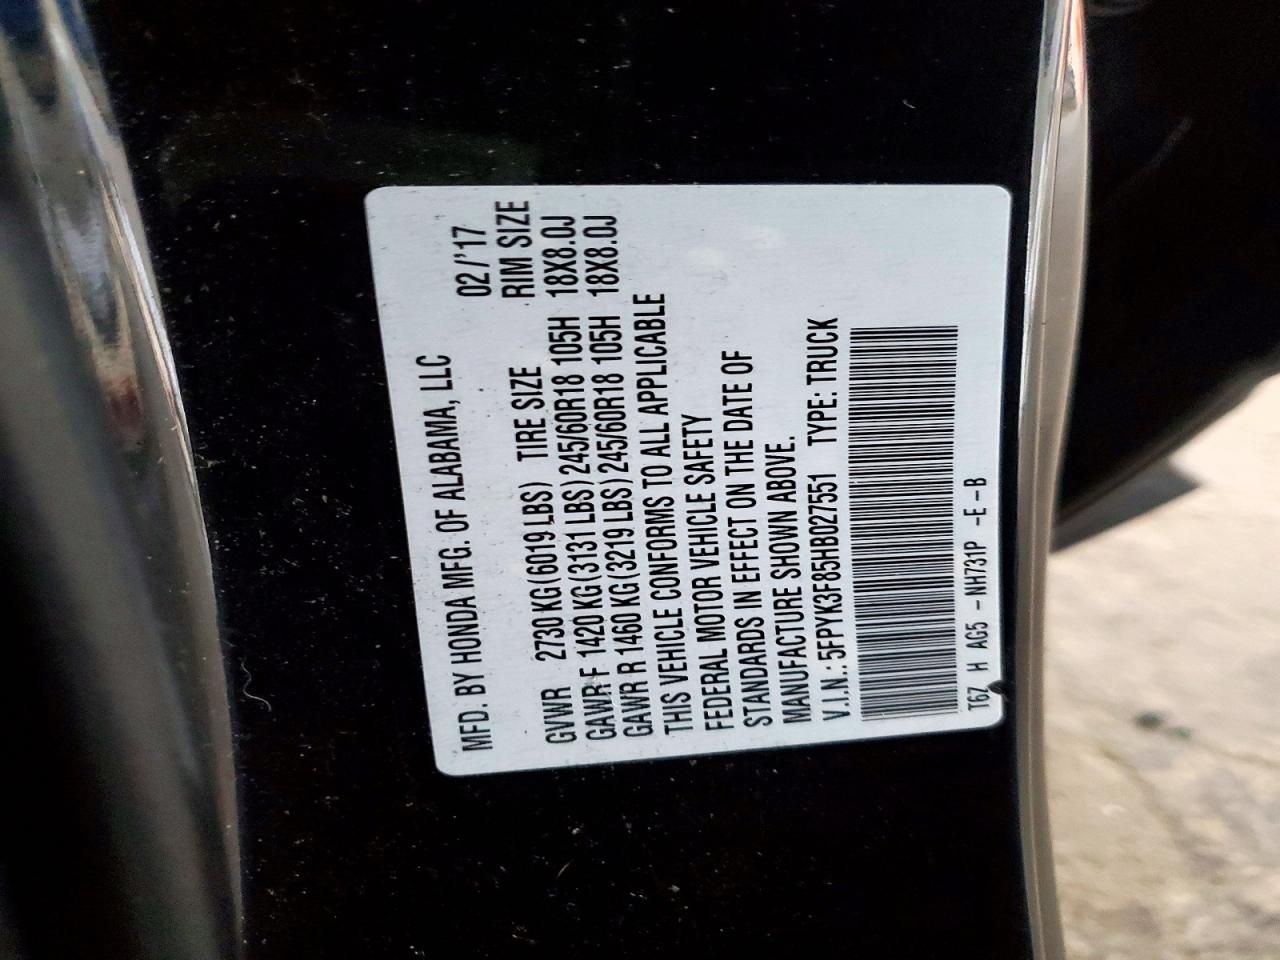 MFD. BY HONDA MFG. OF ALABAMA, LLC
02/'17
TIRE SIZE RIM SIZE
GVWR 2730 KG(6019 LBS)
GAWR F 1420 KG(3131 LBS) 245/60R18 105H 18X8.0J
GAWR R 1460 KG(3219 LBS) 245/60R18 105H 18X8.0J
THIS VEHICLE CONFORMS TO ALL APPLICABLE
FEDERAL MOTOR VEHICLE SAFETY
STANDARDS IN EFFECT ON THE DATE OF
MANUFACTURE SHOWN ABOVE.
V.I.N.: 5FPYK3F85HB027551 TYPE: TRUCK
T6Z H AG5 - NH731P -E-B